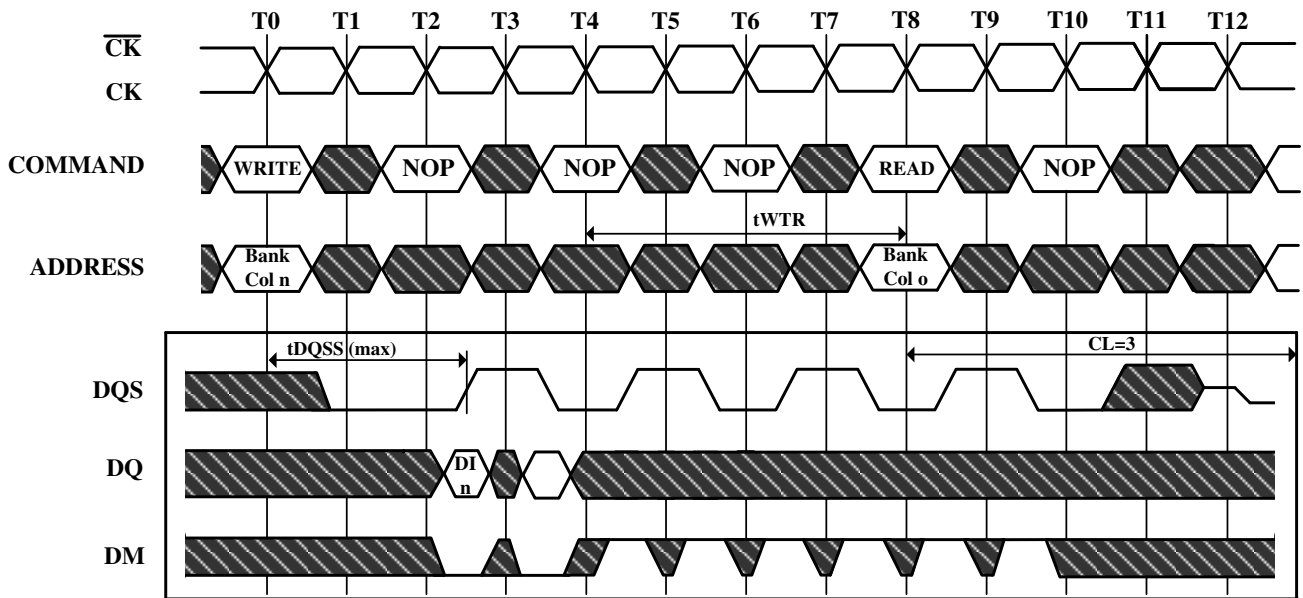 T0 T1 T2 T3 T4 T5 T6 T7 T8 T9 T10 T11 T12
CK
CK
COMMAND WRITE NOP NOP NOP READ NOP
tWTR
ADDRESS Bank Col n Bank Col o
tDQSS (max) CL=3
DQS
DQ DI n
DM